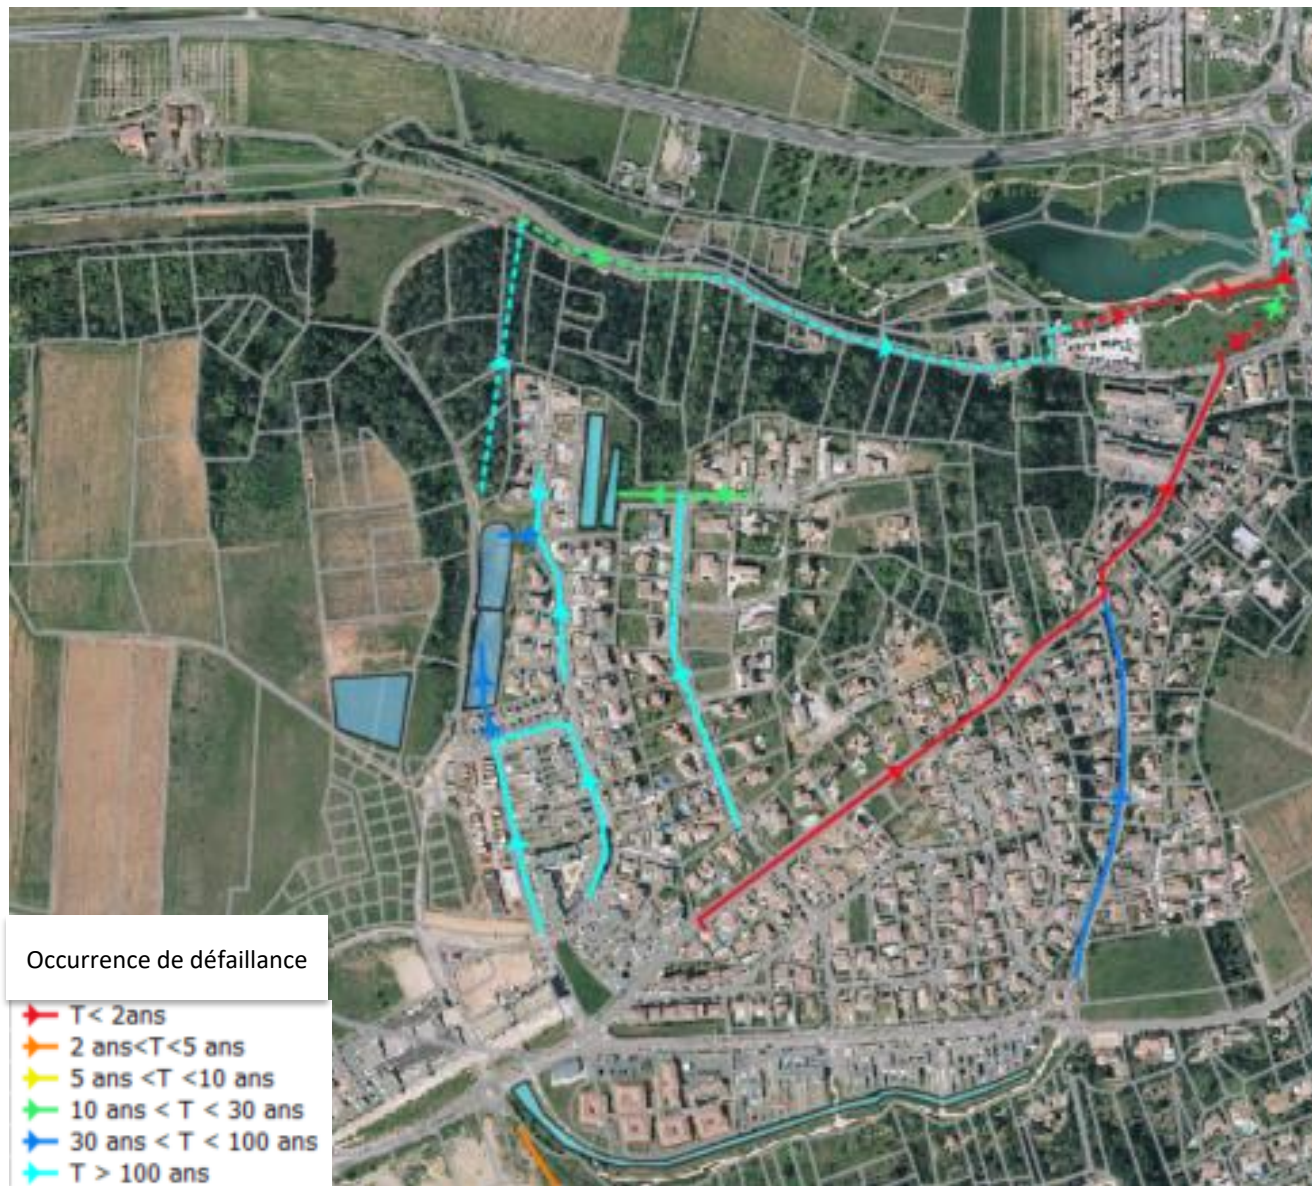 Occurrence de défaillance
T< 2ans
2 ans<T<5 ans
5 ans <T <10 ans
10 ans < T < 30 ans
30 ans < T < 100 ans
T > 100 ans